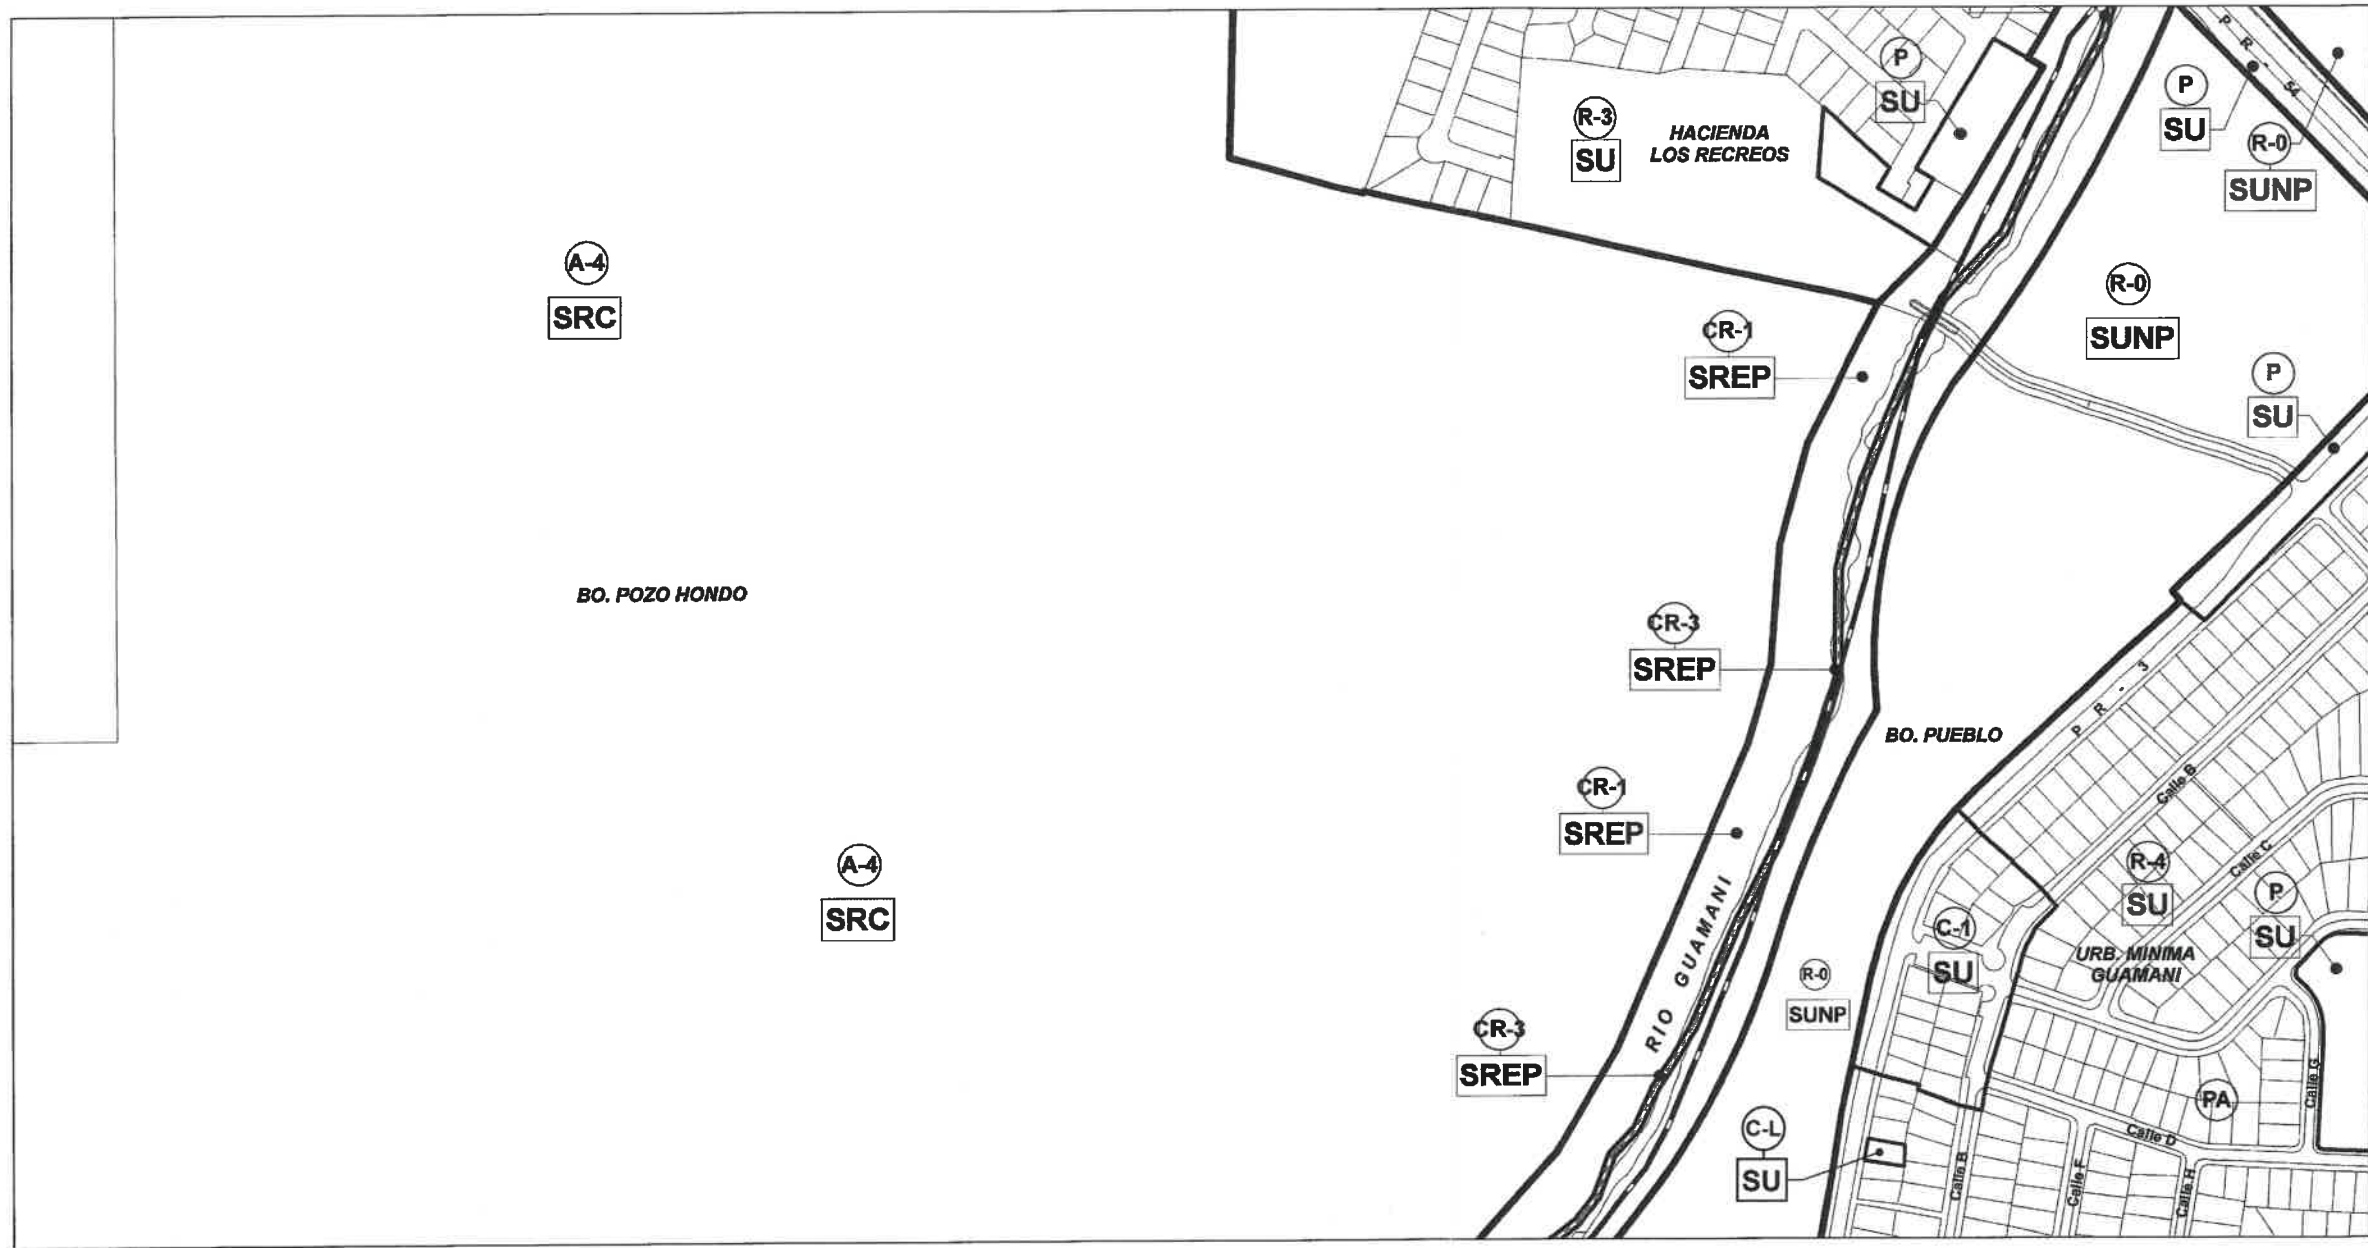 P R - 54
P
SU
P
SU
R-3
SU
HACIENDA
LOS RECREOS
R-0
SUNP
A-4
SRC
R-0
SUNP
CR-1
SREP
P
SU
BO. POZO HONDO
CR-3
SREP
P R - 3
BO. PUEBLO
CR-1
SREP
Calle B
Calle C
R-4
SU
A-4
SRC
P
SU
C-1
SU
URB. MINIMA
GUAMANI
RIO GUAMANI
R-0
SUNP
CR-3
SREP
Calle G
PA
C-L
SU
Calle D
Calle B
Calle F
Calle H